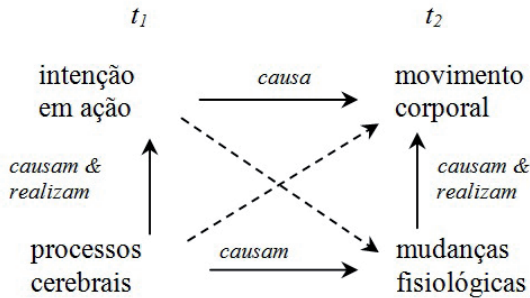 t1 t2
intenção causa movimento
em ação corporal
causam & causam &
realizam realizam
processos causam mudanças
cerebrais fisiológicas